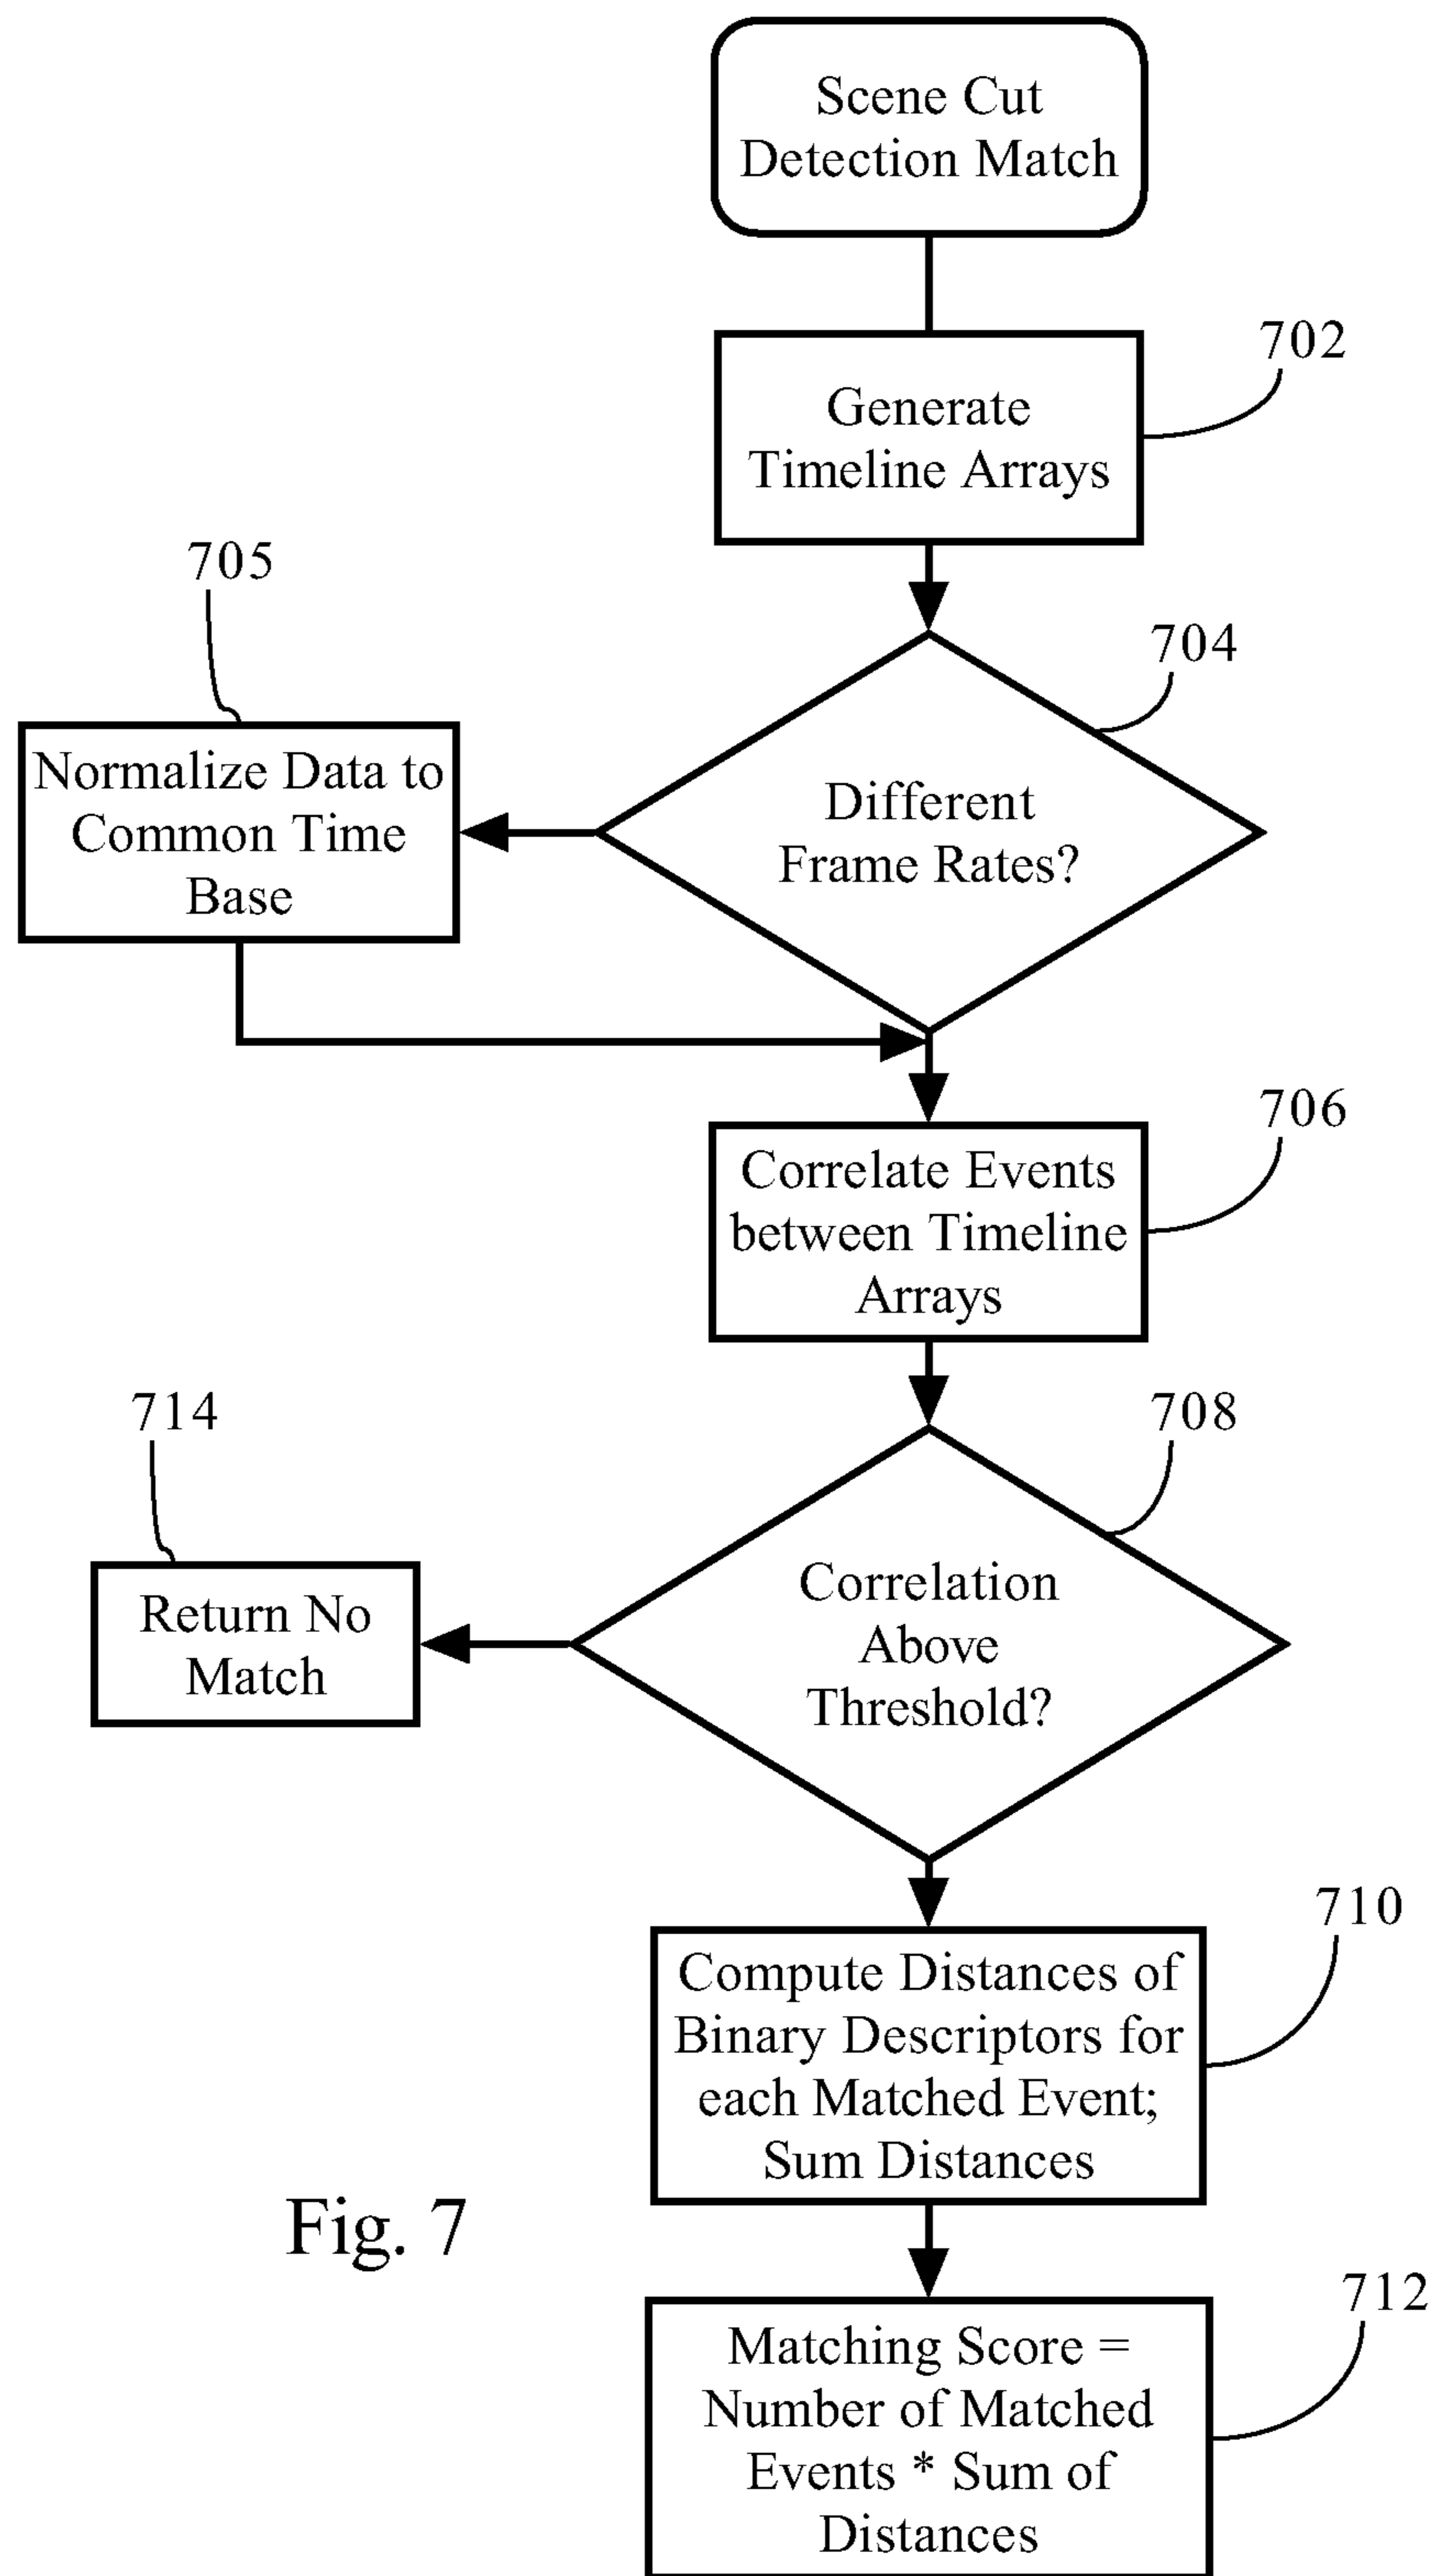 Scene Cut
Detection Match
702
Generate
Timeline Arrays
705
704
Normalize Data to
Common Time
Base
Different
Frame Rates?
706
Correlate Events
between Timeline
Arrays
714
708
Return No
Match
Correlation
Above
Threshold?
710
Compute Distances of
Binary Descriptors for
each Matched Event;
Sum Distances
Fig. 7
712
Matching Score =
Number of Matched
Events * Sum of
Distances